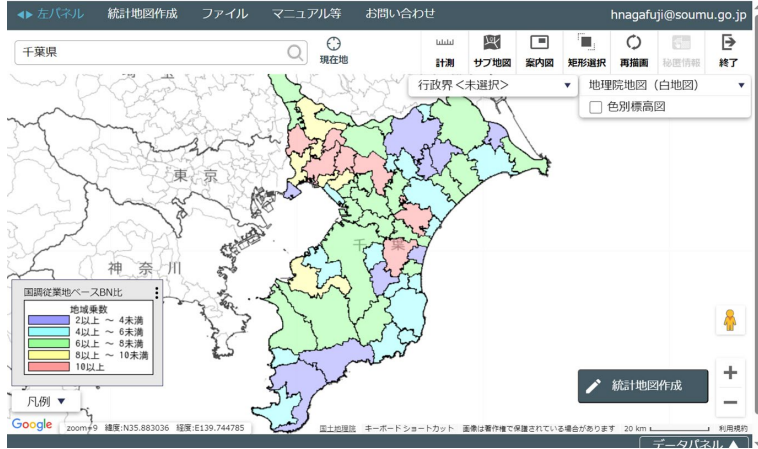 左パネル 統計地図作成 ファイル マニュアル等 お問い合わせ hnagafuji@soumu.go.jp
千葉県 現在地 計測 サブ地図 案内図 矩形選択 再描画 秘匿情報 終了
行政界<未選択> 地理院地図（白地図）
色別標高図
東京
千葉
神奈川
国調従業地ベースBN比
地域乗数
2以上 ～ 4未満
4以上 ～ 6未満
6以上 ～ 8未満
8以上 ～ 10未満
10以上
統計地図作成
凡例
Google zoom=9 緯度:N35.883036 経度:E139.744785 国土地理院 キーボード ショートカット 画像は著作権で保護されている場合があります 20 km 利用規約
データパネル